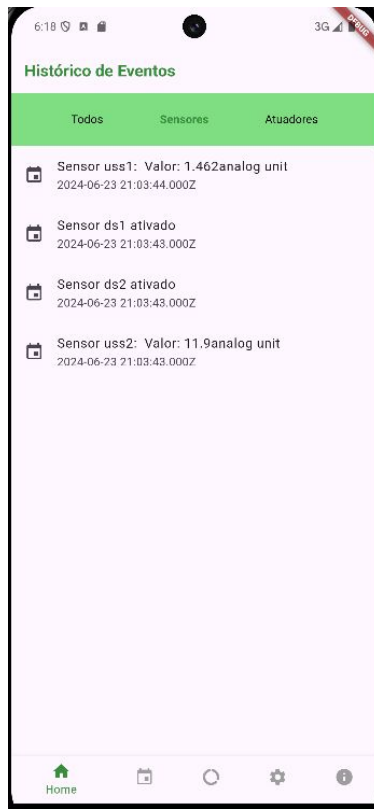 6:18
3G
DEBUG
Histórico de Eventos
Todos Sensores Atuadores
Sensor uss1: Valor: 1.462analog unit
2024-06-23 21:03:44.000Z
Sensor ds1 ativado
2024-06-23 21:03:43.000Z
Sensor ds2 ativado
2024-06-23 21:03:43.000Z
Sensor uss2: Valor: 11.9analog unit
2024-06-23 21:03:43.000Z
Home